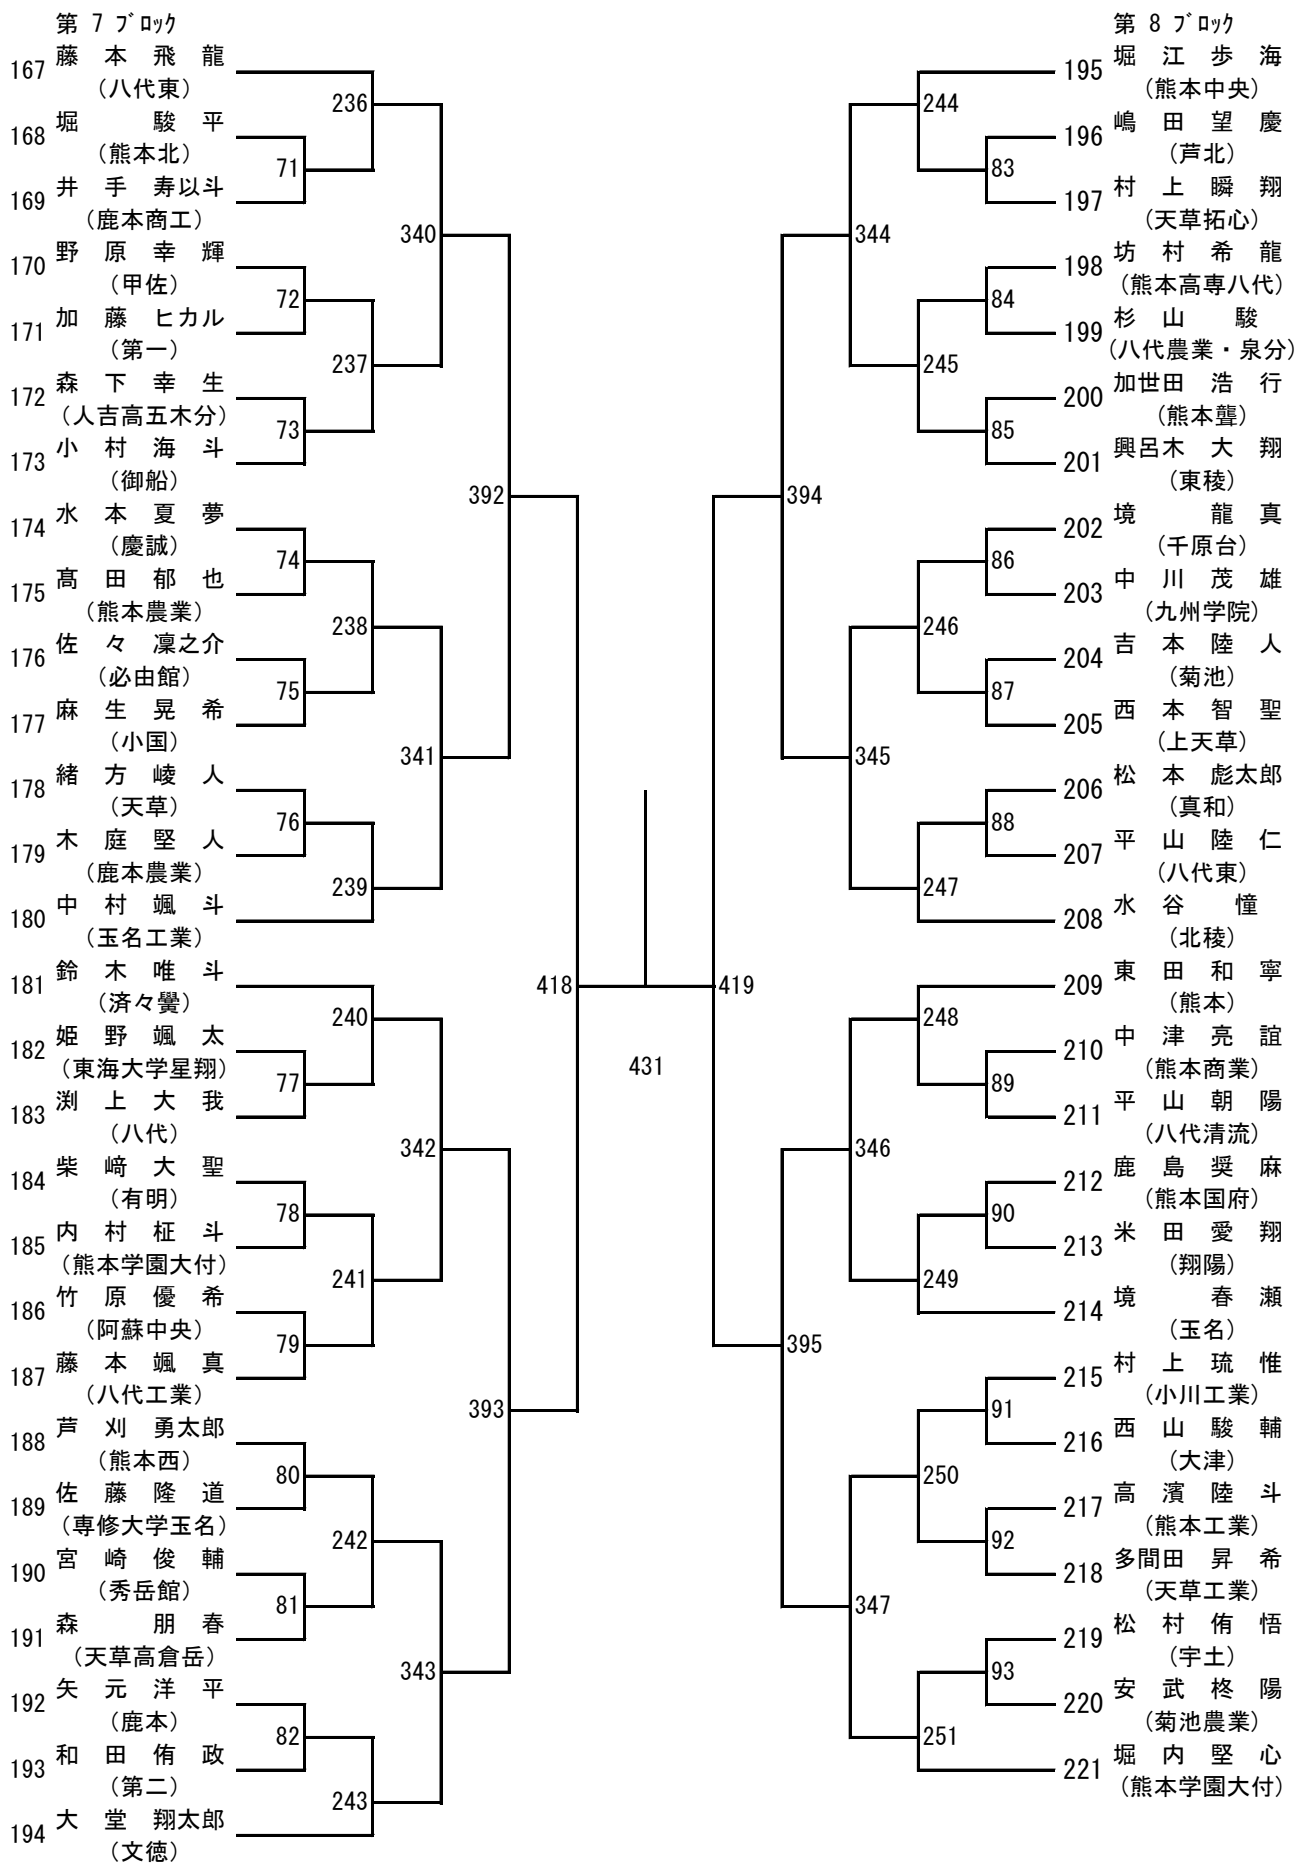 第 7 ブロック
167 藤 本 飛 龍
(八代東)
168 堀 駿 平
(熊本北)
169 井 手 寿以斗
(鹿本商工)
170 野 原 幸 輝
(甲佐)
171 加 藤 ヒカル
(第一)
172 森 下 幸 生
(人吉高五木分)
173 小 村 海 斗
(御船)
174 水 本 夏 夢
(慶誠)
175 髙 田 郁 也
(熊本農業)
176 佐 々 凜之介
(必由館)
177 麻 生 晃 希
(小国)
178 緒 方 崚 人
(天草)
179 木 庭 堅 人
(鹿本農業)
180 中 村 颯 斗
(玉名工業)
181 鈴 木 唯 斗
(済々黌)
182 姫 野 颯 太
(東海大学星翔)
183 渕 上 大 我
(八代)
184 柴 﨑 大 聖
(有明)
185 内 村 柾 斗
(熊本学園大付)
186 竹 原 優 希
(阿蘇中央)
187 藤 本 颯 真
(八代工業)
188 芦 刈 勇太郎
(熊本西)
189 佐 藤 隆 道
(専修大学玉名)
190 宮 崎 俊 輔
(秀岳館)
191 森 朋 春
(天草高倉岳)
192 矢 元 洋 平
(鹿本)
193 和 田 侑 政
(第二)
194 大 堂 翔太郎
(文徳)
71
72
73
74
75
76
77
78
79
80
81
82
236
237
238
239
240
241
242
243
340
341
342
343
392
393
418
431
419
394
395
344
345
346
347
244
245
246
247
248
249
250
251
83
84
85
86
87
88
89
90
91
92
93
第 8 ブロック
195 堀 江 歩 海
(熊本中央)
196 嶋 田 望 慶
(芦北)
197 村 上 瞬 翔
(天草拓心)
198 坊 村 希 龍
(熊本高専八代)
199 杉 山 駿
(八代農業・泉分)
200 加世田 浩 行
(熊本聾)
201 興呂木 大 翔
(東稜)
202 境 龍 真
(千原台)
203 中 川 茂 雄
(九州学院)
204 吉 本 陸 人
(菊池)
205 西 本 智 聖
(上天草)
206 松 本 彪太郎
(真和)
207 平 山 陸 仁
(八代東)
208 水 谷 憧
(北稜)
209 東 田 和 寧
(熊本)
210 中 津 亮 誼
(熊本商業)
211 平 山 朝 陽
(八代清流)
212 鹿 島 奨 麻
(熊本国府)
213 米 田 愛 翔
(翔陽)
214 境 春 瀬
(玉名)
215 村 上 琉 惟
(小川工業)
216 西 山 駿 輔
(大津)
217 高 濱 陸 斗
(熊本工業)
218 多間田 昇 希
(天草工業)
219 松 村 侑 悟
(宇土)
220 安 武 柊 陽
(菊池農業)
221 堀 内 堅 心
(熊本学園大付)